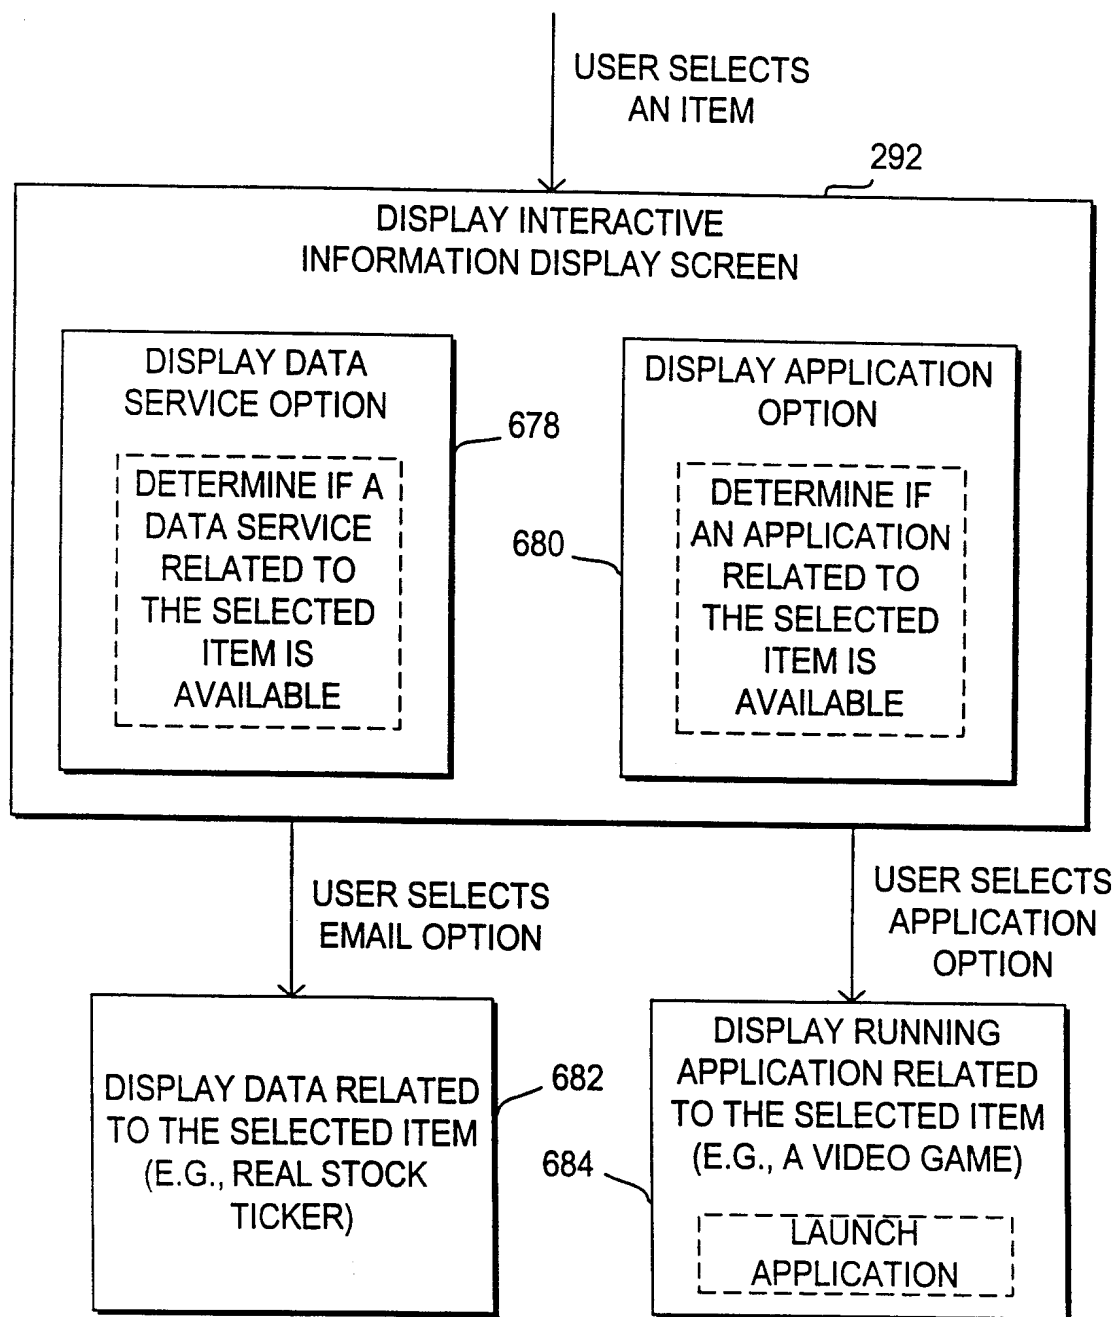 USER SELECTS
AN ITEM
292
DISPLAY INTERACTIVE
INFORMATION DISPLAY SCREEN
DISPLAY DATA
SERVICE OPTION
678
DETERMINE IF A
DATA SERVICE
RELATED TO
THE SELECTED
ITEM IS
AVAILABLE
DISPLAY APPLICATION
OPTION
680
DETERMINE IF
AN APPLICATION
RELATED TO
THE SELECTED
ITEM IS
AVAILABLE
USER SELECTS
EMAIL OPTION
USER SELECTS
APPLICATION
OPTION
DISPLAY DATA RELATED
TO THE SELECTED ITEM
(E.G., REAL STOCK
TICKER)
682
DISPLAY RUNNING
APPLICATION RELATED
TO THE SELECTED ITEM
(E.G., A VIDEO GAME)
684
LAUNCH
APPLICATION